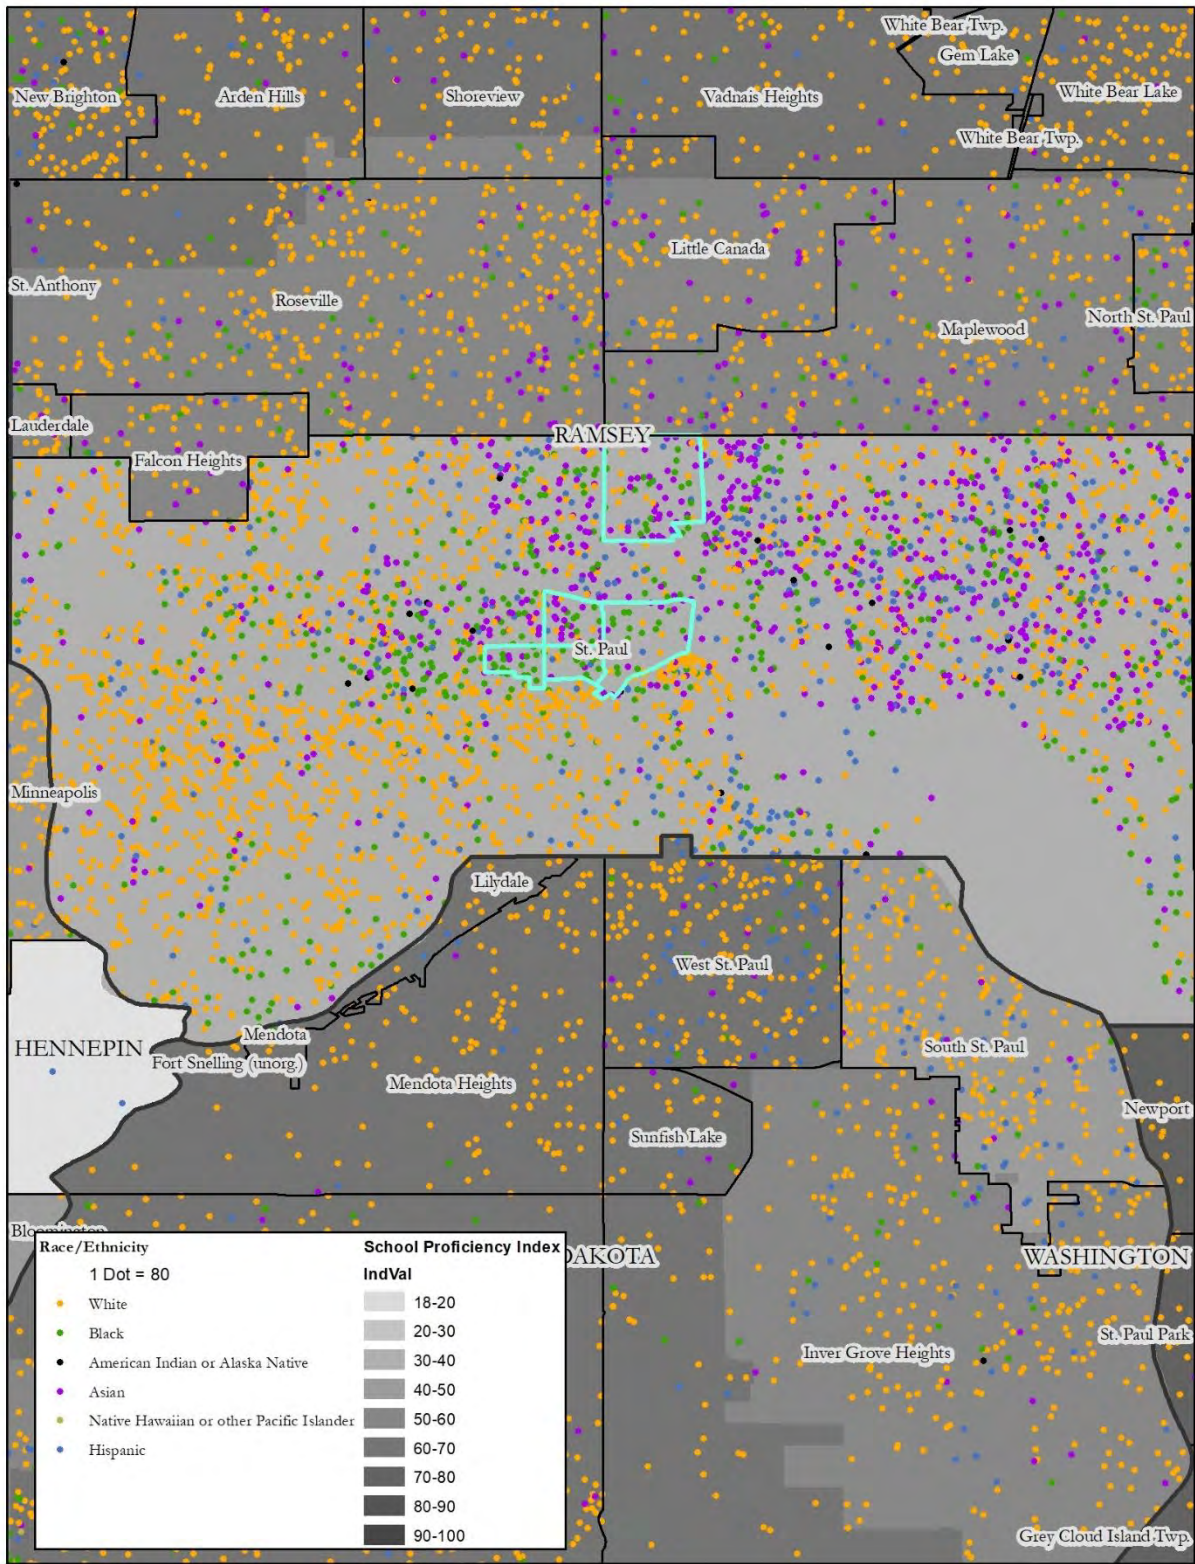 White Bear Twp.
Gem Lake
New Brighton
Arden Hills
Shoreview
Vadnais Heights
White Bear Lake
White Bear Twp.
Little Canada
St. Anthony
Roseville
North St. Paul
Maplewood
Lauderdale
RAMSEY
Falcon Heights
St. Paul
Minneapolis
Lilydale
West St. Paul
HENNEPIN
Mendota
Fort Snelling (unorg.)
South St. Paul
Mendota Heights
Newport
Sunfish Lake
Bloomington
DAKOTA
WASHINGTON
St. Paul Park
Inver Grove Heights
Grey Cloud Island Twp.
Race/Ethnicity
1 Dot = 80
White
Black
American Indian or Alaska Native
Asian
Native Hawaiian or other Pacific Islander
Hispanic
School Proficiency Index
IndVal
18-20
20-30
30-40
40-50
50-60
60-70
70-80
80-90
90-100